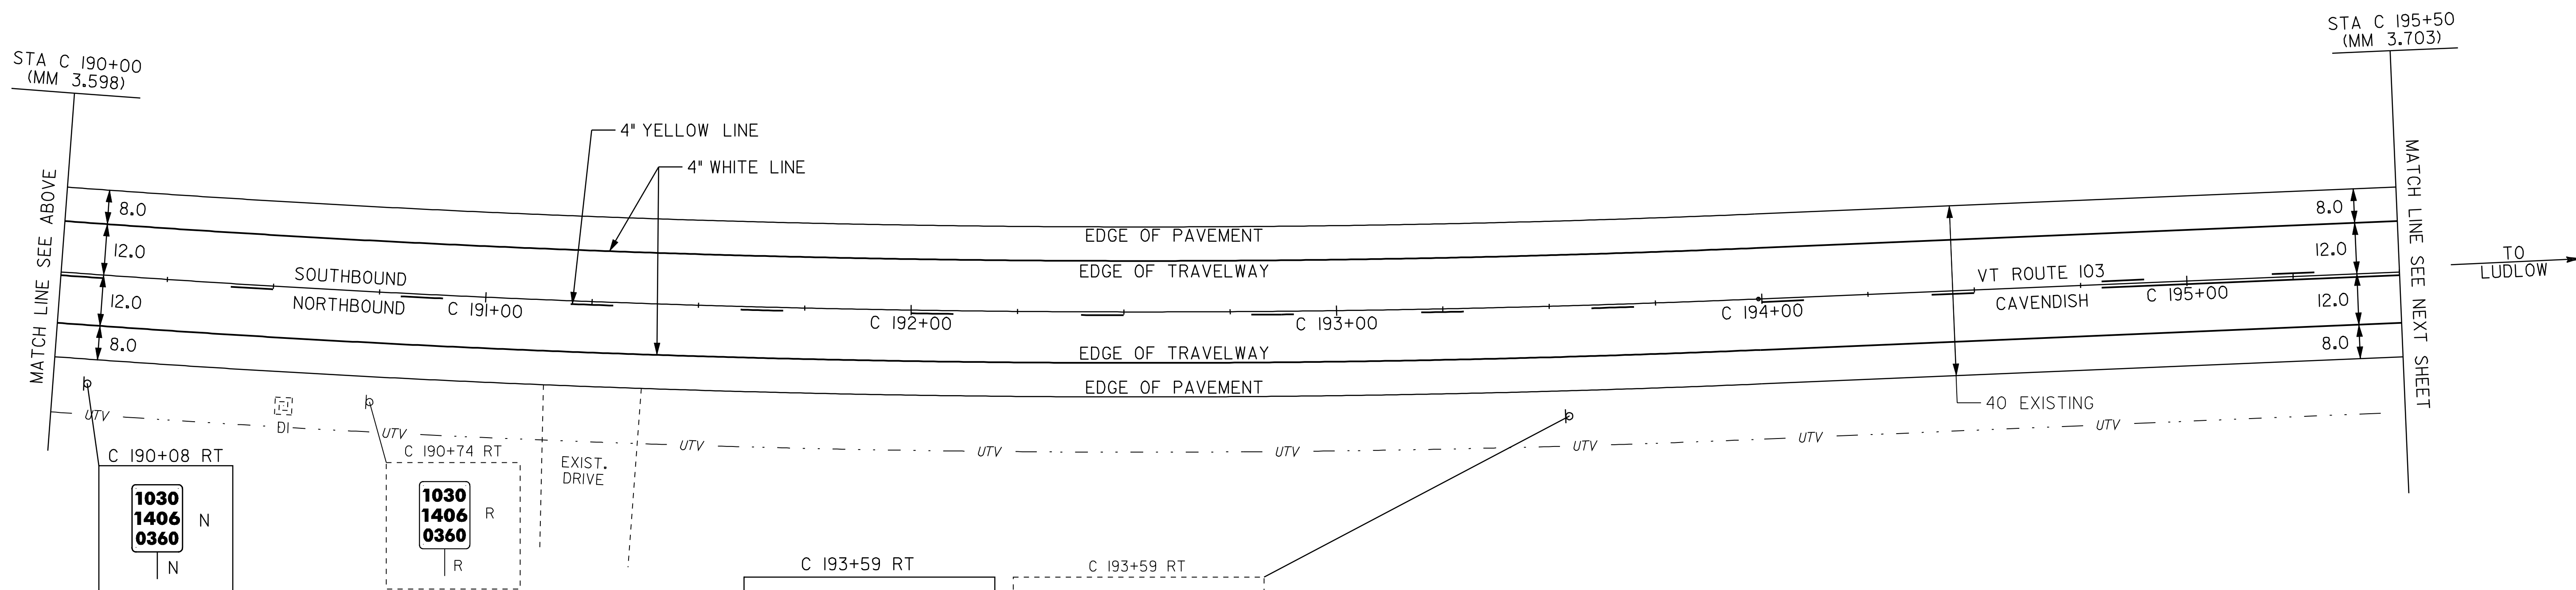 STA C 190+00
(MM 3.598)
STA C 195+50
(MM 3.703)
4" YELLOW LINE
4" WHITE LINE
MATCH LINE SEE ABOVE
MATCH LINE SEE NEXT SHEET
8.0
12.0
12.0
8.0
8.0
12.0
12.0
8.0
EDGE OF PAVEMENT
EDGE OF TRAVELWAY
SOUTHBOUND
NORTHBOUND
VT ROUTE 103
CAVENDISH
TO
LUDLOW
C 191+00
C 192+00
C 193+00
C 194+00
C 195+00
EDGE OF TRAVELWAY
EDGE OF PAVEMENT
40 EXISTING
UTV
DI
UTV
UTV
UTV
UTV
UTV
UTV
UTV
EXIST.
DRIVE
C 190+08 RT
1030
1406
0360
N
N
C 190+74 RT
1030
1406
0360
R
R
C 193+59 RT
C 193+59 RT